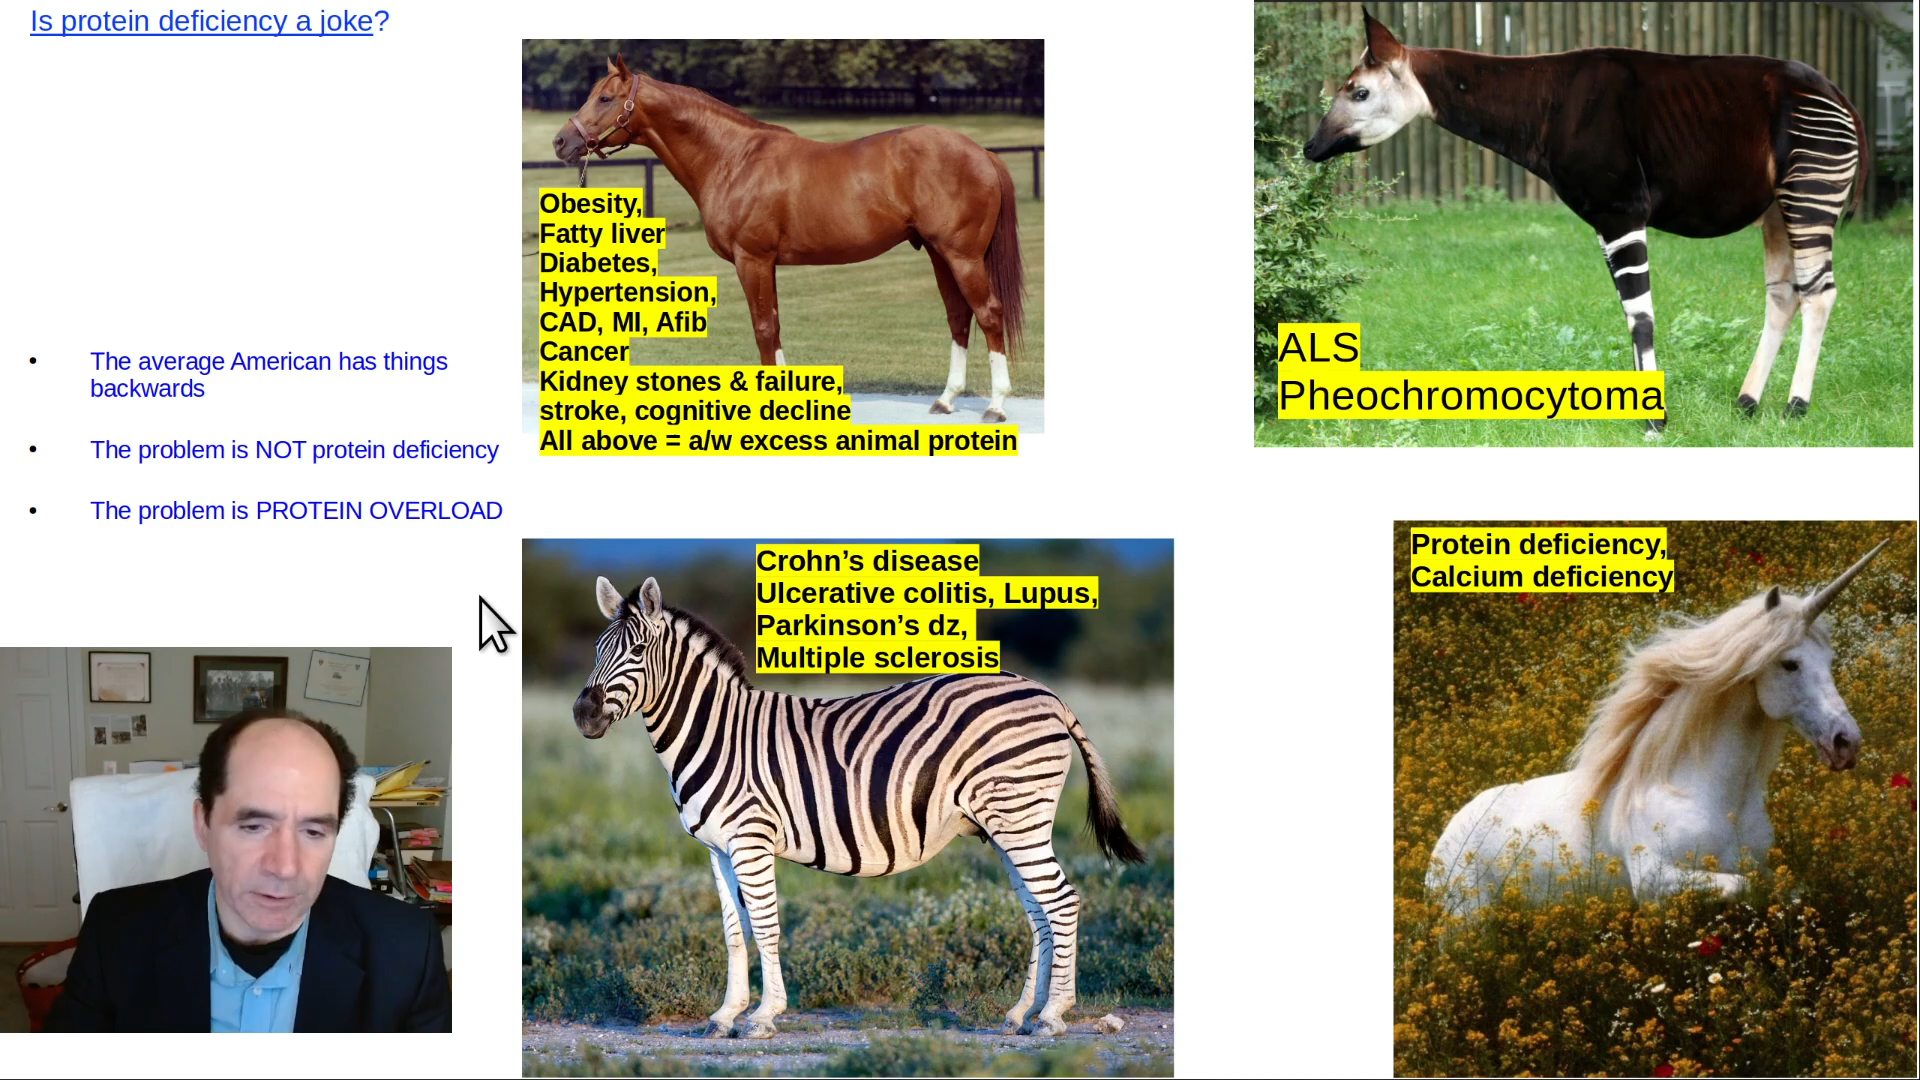 Is protein deficiency a joke?
• The average American has things
backwards
• The problem is NOT protein deficiency
• The problem is PROTEIN OVERLOAD
Obesity,
Fatty liver
Diabetes,
Hypertension,
CAD, MI, Afib
Cancer
Kidney stones & failure,
stroke, cognitive decline
All above = a/w excess animal protein
ALS
Pheochromocytoma
Crohn’s disease
Ulcerative colitis, Lupus,
Parkinson’s dz,
Multiple sclerosis
Protein deficiency,
Calcium deficiency